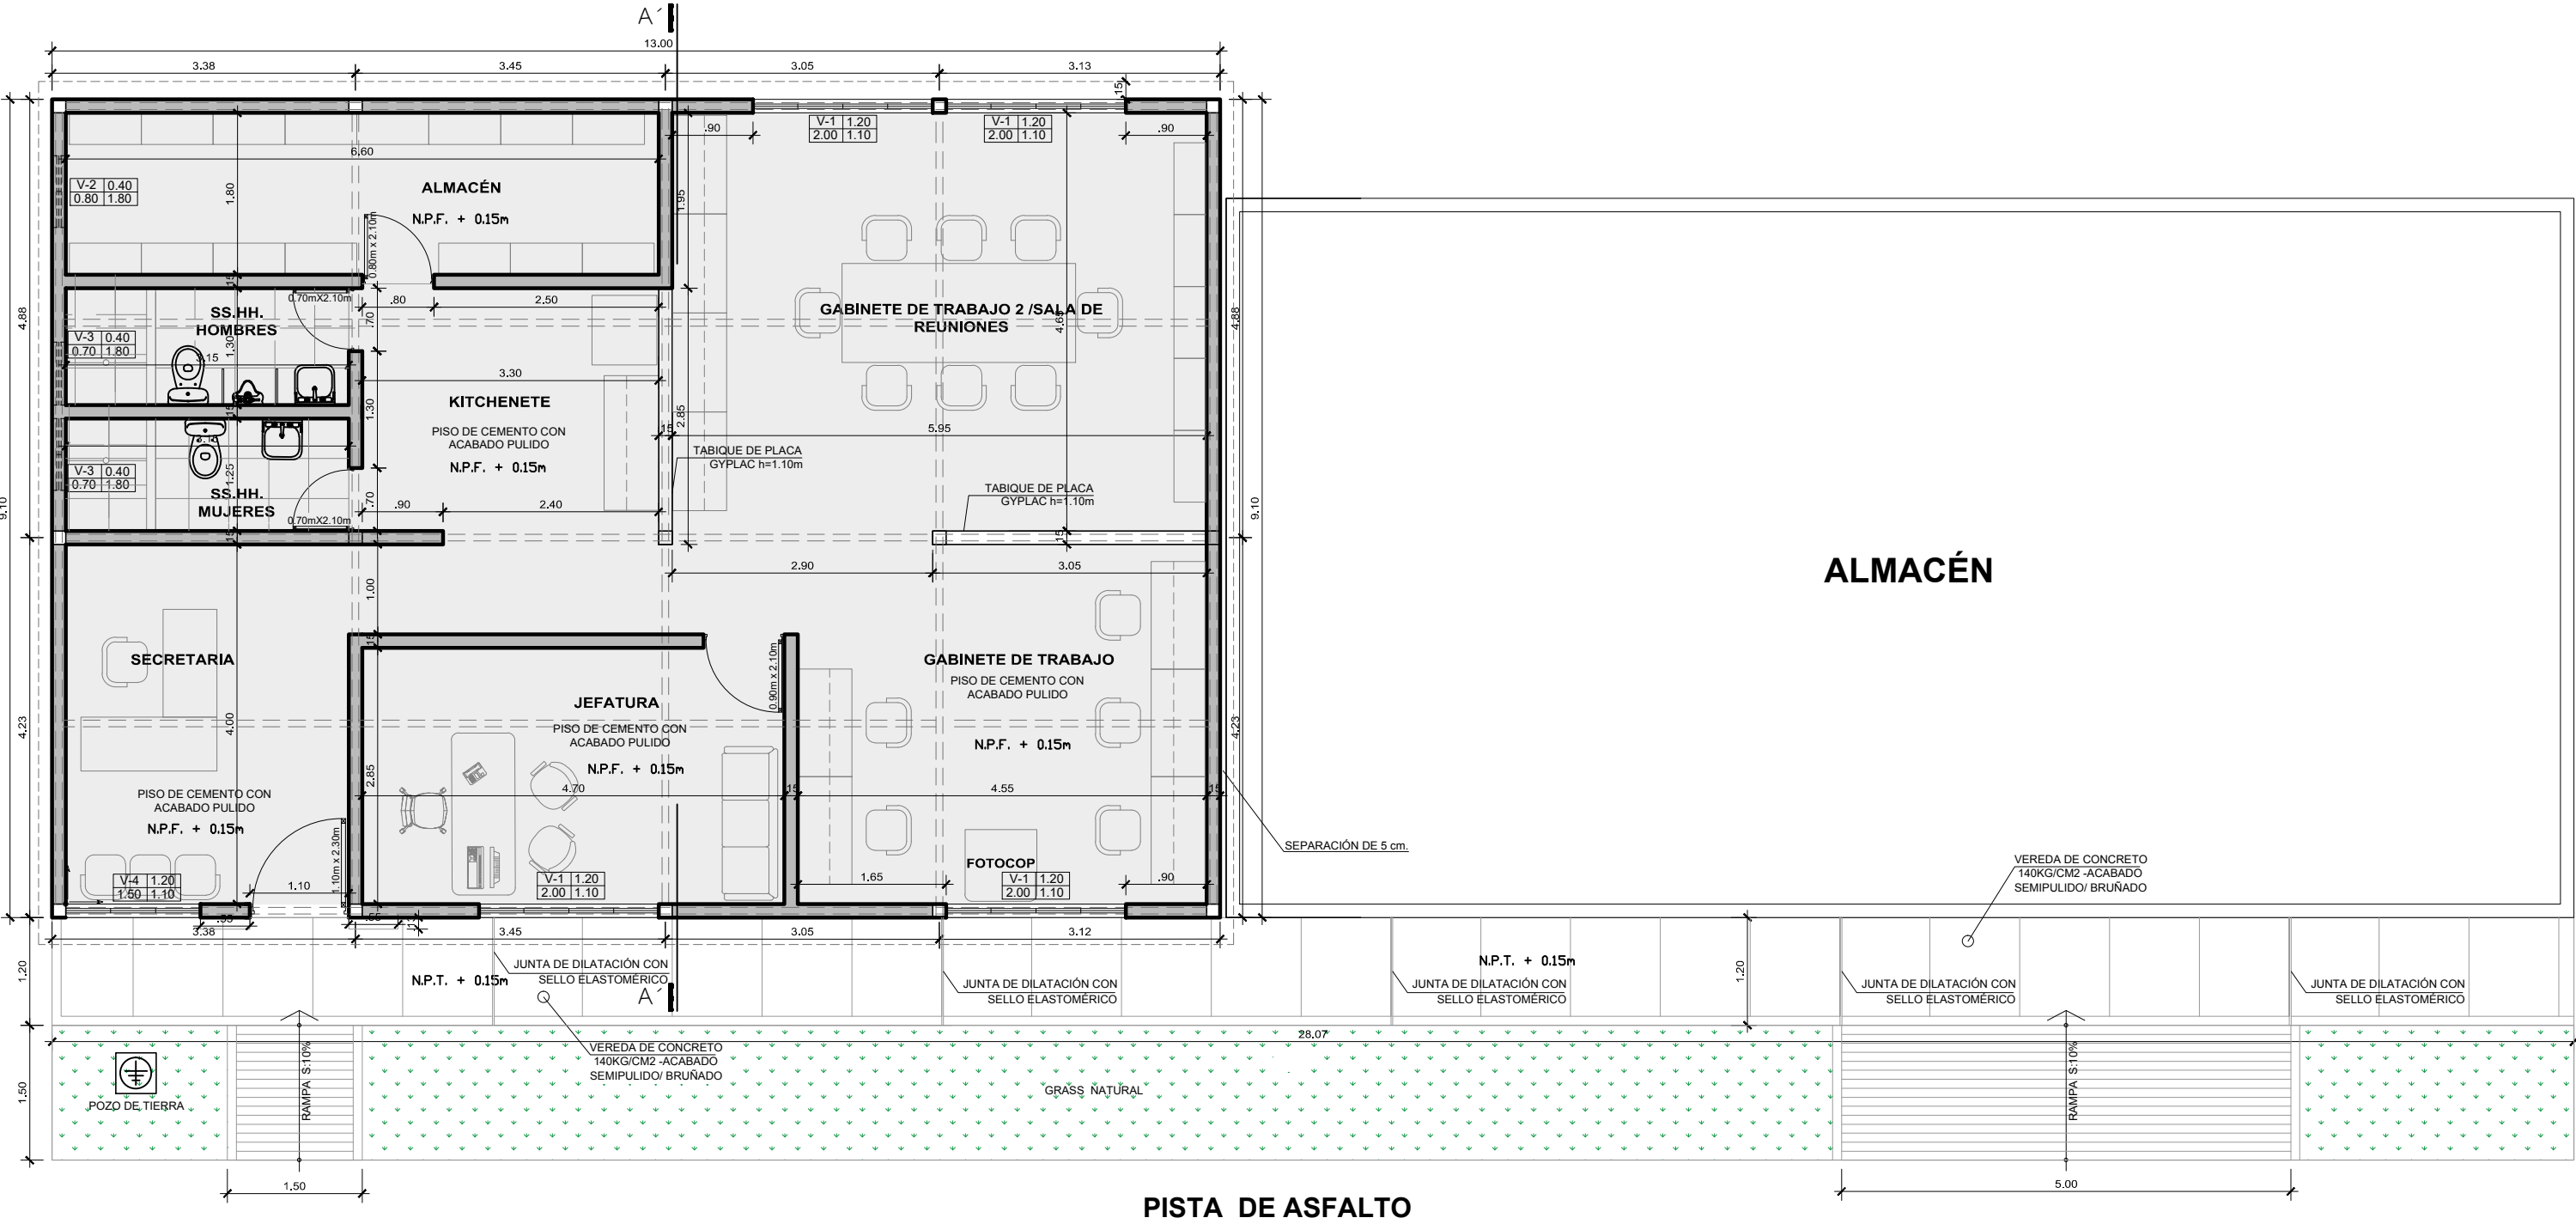 A´
13.00
3.38
3.45
3.05
3.13
.15
.90
V-1 1.20
2.00 1.10
V-1 1.20
2.00 1.10
.90
6.60
V-2 0.40
0.80 1.80
1.80
ALMACÉN
N.P.F. + 0.15m
0.80m x 2.10m
1.95
15
0.70mX2.10m
.80
2.50
SS.HH.
HOMBRES
.70
V-3 0.40
0.70 1.80
1.30
3.15
4.88
GABINETE DE TRABAJO 2 /SALA DE
REUNIONES
4.65
4.88
3.30
KITCHENETE
1.30
2.85
PISO DE CEMENTO CON
ACABADO PULIDO
N.P.F. + 0.15m
15
5.95
15
3.15
TABIQUE DE PLACA
GYPLAC h=1.10m
V-3 0.40
0.70 1.80
1.25
SS.HH.
MUJERES
0.70mX2.10m
.70
.90
2.40
TABIQUE DE PLACA
GYPLAC h=1.10m
9.10
9.10
15
15
2.90
3.05
ALMACÉN
1.00
15
SECRETARIA
4.00
0.90m x 2.10m
GABINETE DE TRABAJO
PISO DE CEMENTO CON
ACABADO PULIDO
N.P.F. + 0.15m
JEFATURA
PISO DE CEMENTO CON
ACABADO PULIDO
N.P.F. + 0.15m
4.23
4.23
2.85
4.70
15
4.55
15
PISO DE CEMENTO CON
ACABADO PULIDO
N.P.F. + 0.15m
1.10m x 2.30m
SEPARACIÓN DE 5 cm.
FOTOCOP
VEREDA DE CONCRETO
140KG/CM2 -ACABADO
SEMIPULIDO/ BRUÑADO
V-4 1.20
1.50 1.10
1.10
V-1 1.20
2.00 1.10
1.65
V-1 1.20
2.00 1.10
.90
.55
.55
3.38
3.45
3.05
3.12
1.20
N.P.T. + 0.15m
JUNTA DE DILATACIÓN CON
SELLO ELASTOMÉRICO
A´
JUNTA DE DILATACIÓN CON
SELLO ELASTOMÉRICO
JUNTA DE DILATACIÓN CON
SELLO ELASTOMÉRICO
N.P.T. + 0.15m
1.20
JUNTA DE DILATACIÓN CON
SELLO ELASTOMÉRICO
JUNTA DE DILATACIÓN CON
SELLO ELASTOMÉRICO
28.07
VEREDA DE CONCRETO
140KG/CM2 -ACABADO
SEMIPULIDO/ BRUÑADO
1.50
POZO DE TIERRA
RAMPA S:10%
GRASS NATURAL
RAMPA S:10%
1.50
5.00
PISTA DE ASFALTO